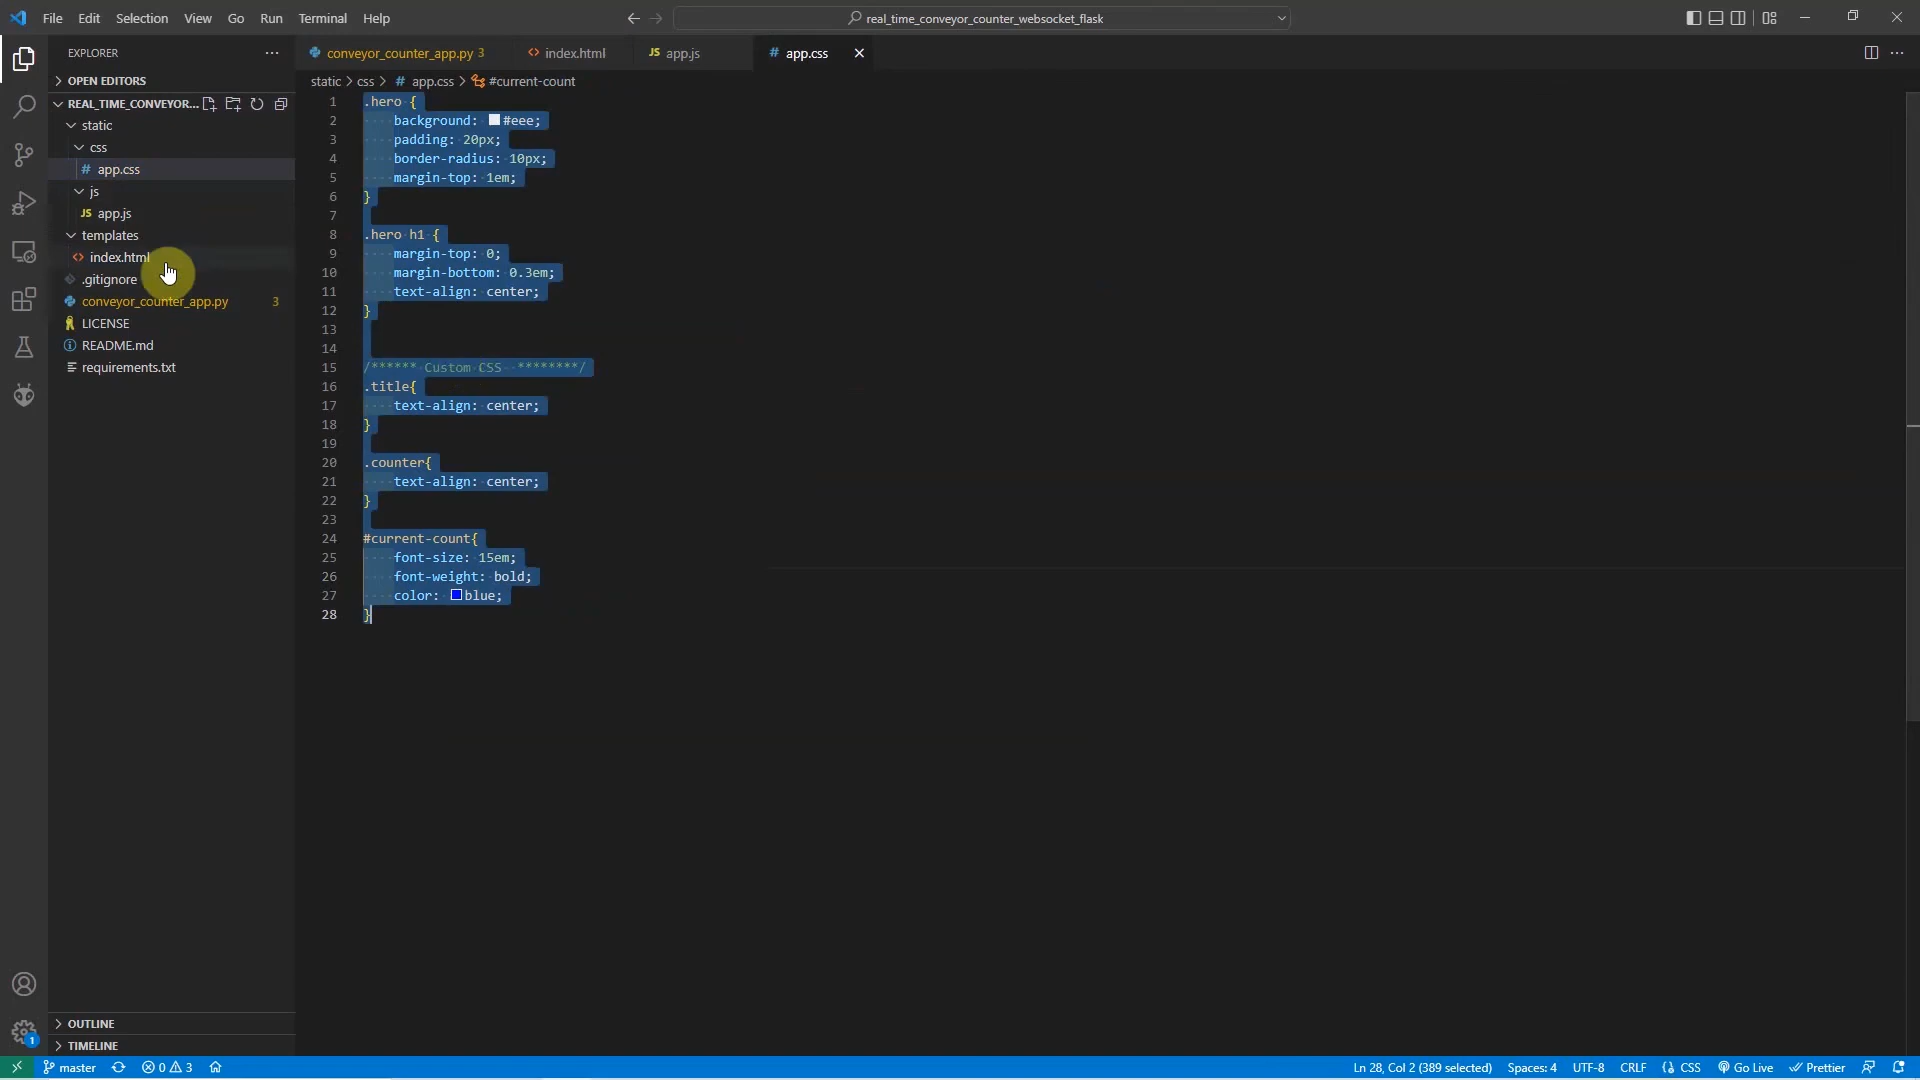 File Edit Selection View Go Run Terminal Help
real_time_conveyor_counter_websocket_flask
EXPLORER
OPEN EDITORS
REAL_TIME_CONVEYOR...
static
css
# app.css
js
JS app.js
templates
<> index.html
.gitignore
conveyor_counter_app.py 3
LICENSE
README.md
requirements.txt
OUTLINE
TIMELINE
conveyor_counter_app.py 3
<> index.html
JS app.js
# app.css
static > css > # app.css > #current-count
1 .hero {
2 background: #eee;
3 padding: 20px;
4 border-radius: 10px;
5 margin-top: 1em;
6 }
7
8 .hero h1 {
9 margin-top: 0;
10 margin-bottom: 0.3em;
11 text-align: center;
12 }
13
14
15 /****** Custom CSS ********/
16 .title{
17 text-align: center;
18 }
19
20 .counter{
21 text-align: center;
22 }
23
24 #current-count{
25 font-size: 15em;
26 font-weight: bold;
27 color: blue;
28 }
1
master 0 3 Ln 28, Col 2 (389 selected) Spaces: 4 UTF-8 CRLF {} CSS Go Live Prettier